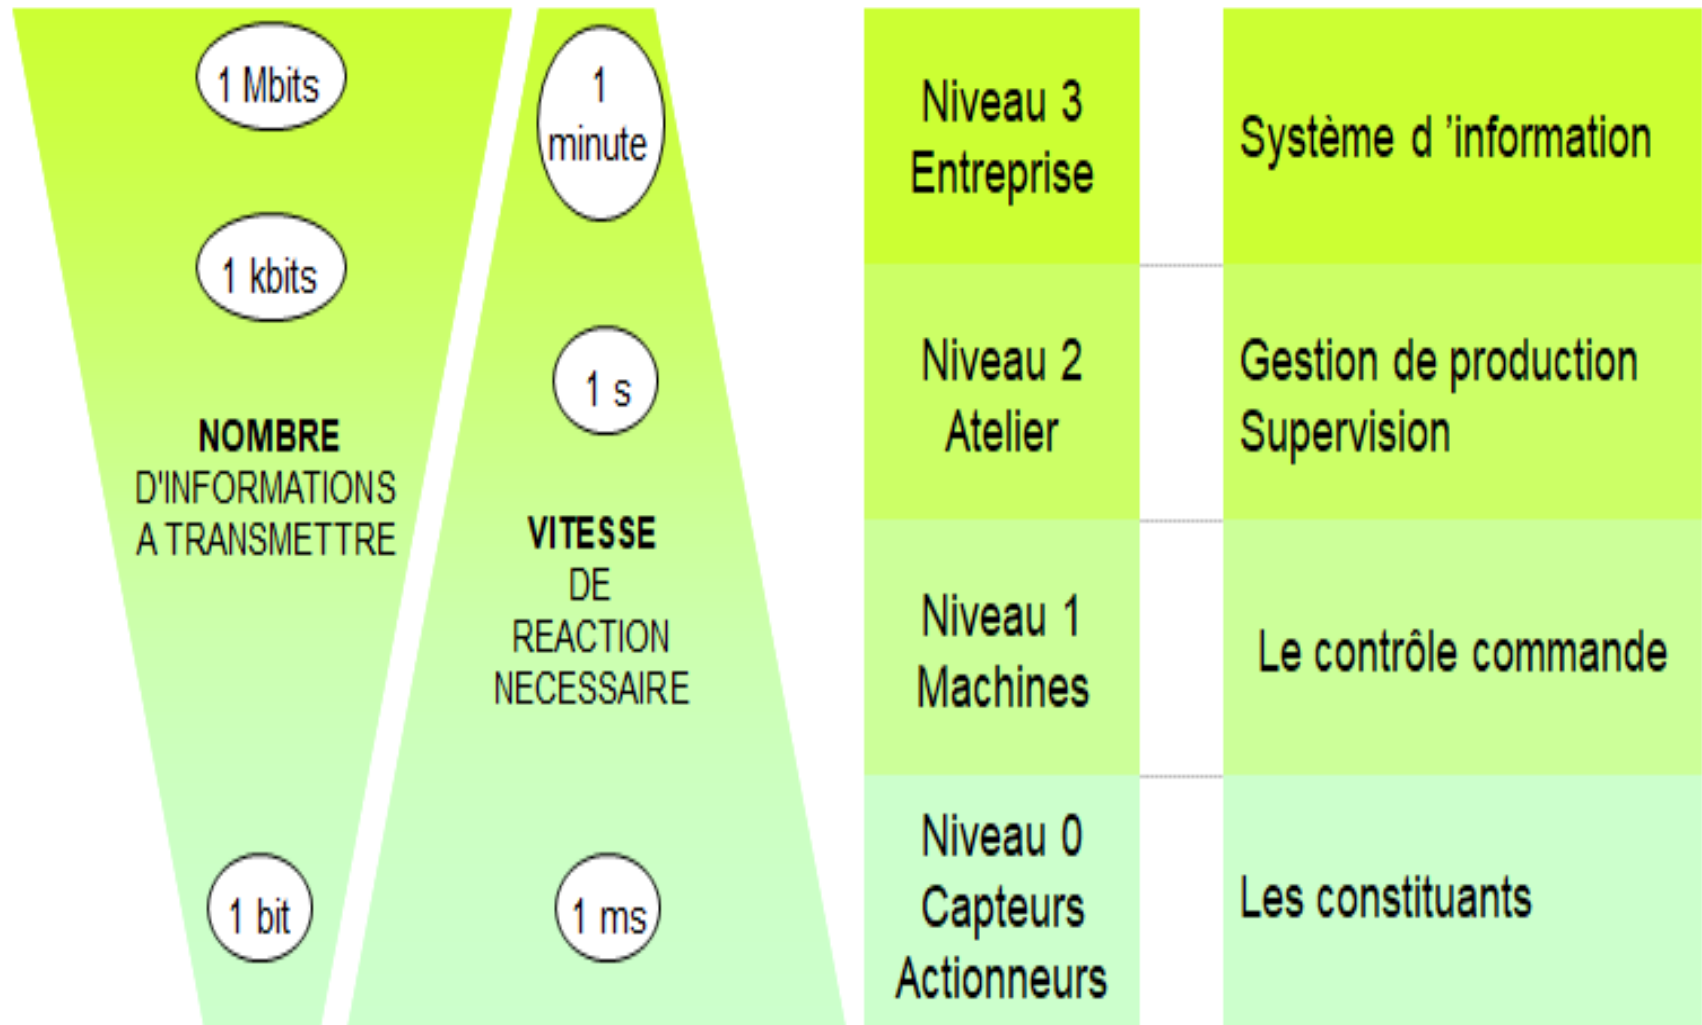 1 Mbits
1 kbits
NOMBRE
D'INFORMATIONS
A TRANSMETTRE
1 bit
1
minute
1 s
VITESSE
DE
REACTION
NECESSAIRE
1 ms
Niveau 3
Entreprise
Système d ’information
Niveau 2
Atelier
Gestion de production
Supervision
Niveau 1
Machines
Le contrôle commande
Niveau 0
Capteurs
Actionneurs
Les constituants